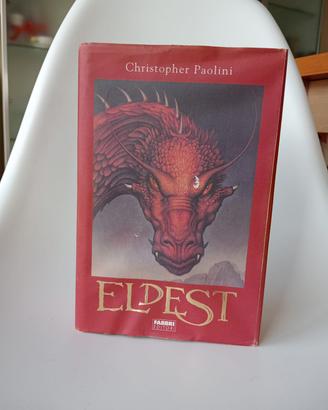 Christopher Paolini
ELDEST
FABBRI
EDITORI